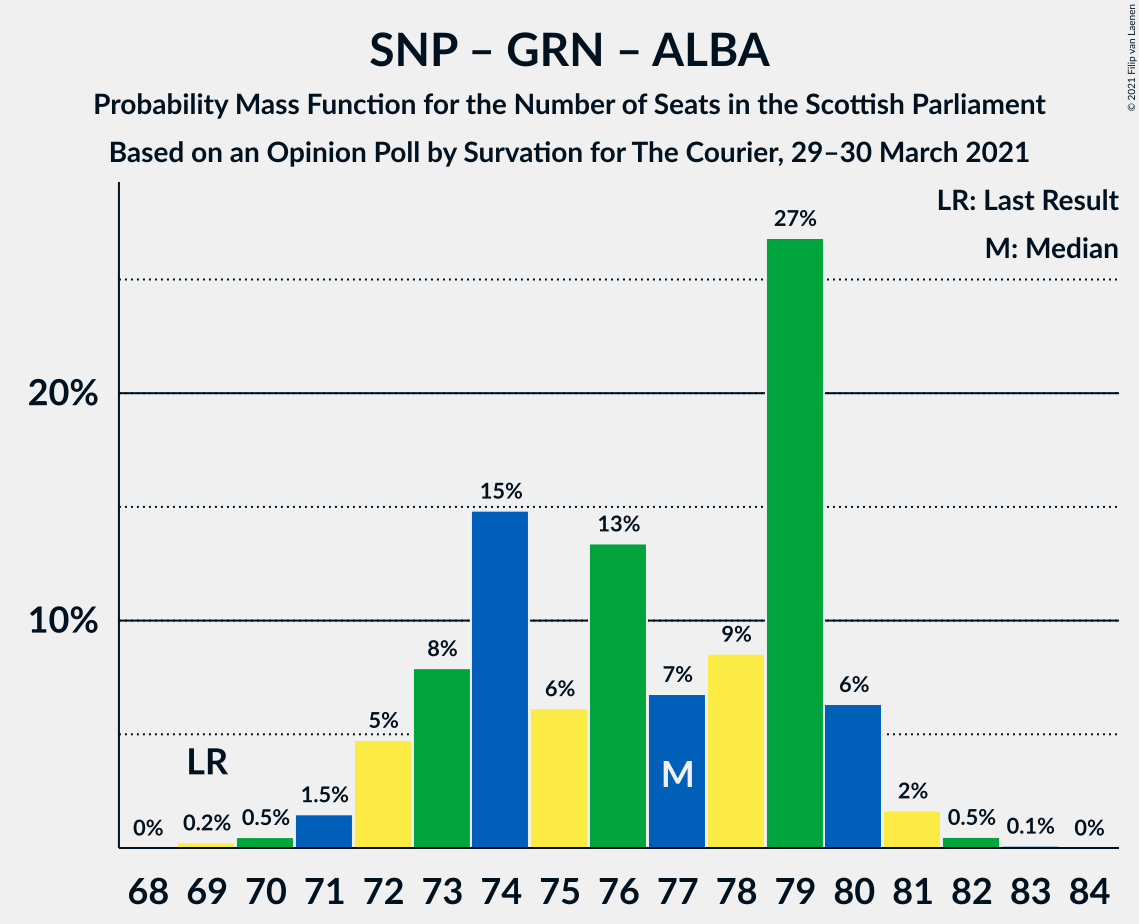 SNP – GRN – ALBA
Probability Mass Function for the Number of Seats in the Scottish Parliament
Based on an Opinion Poll by Survation for The Courier, 29–30 March 2021
© 2021 Filip van Laenen
LR: Last Result
M: Median
20%
10%
0%
0.2%
0.5%
1.5%
5%
8%
15%
6%
13%
7%
9%
27%
6%
2%
0.5%
0.1%
0%
LR
M
68 69 70 71 72 73 74 75 76 77 78 79 80 81 82 83 84